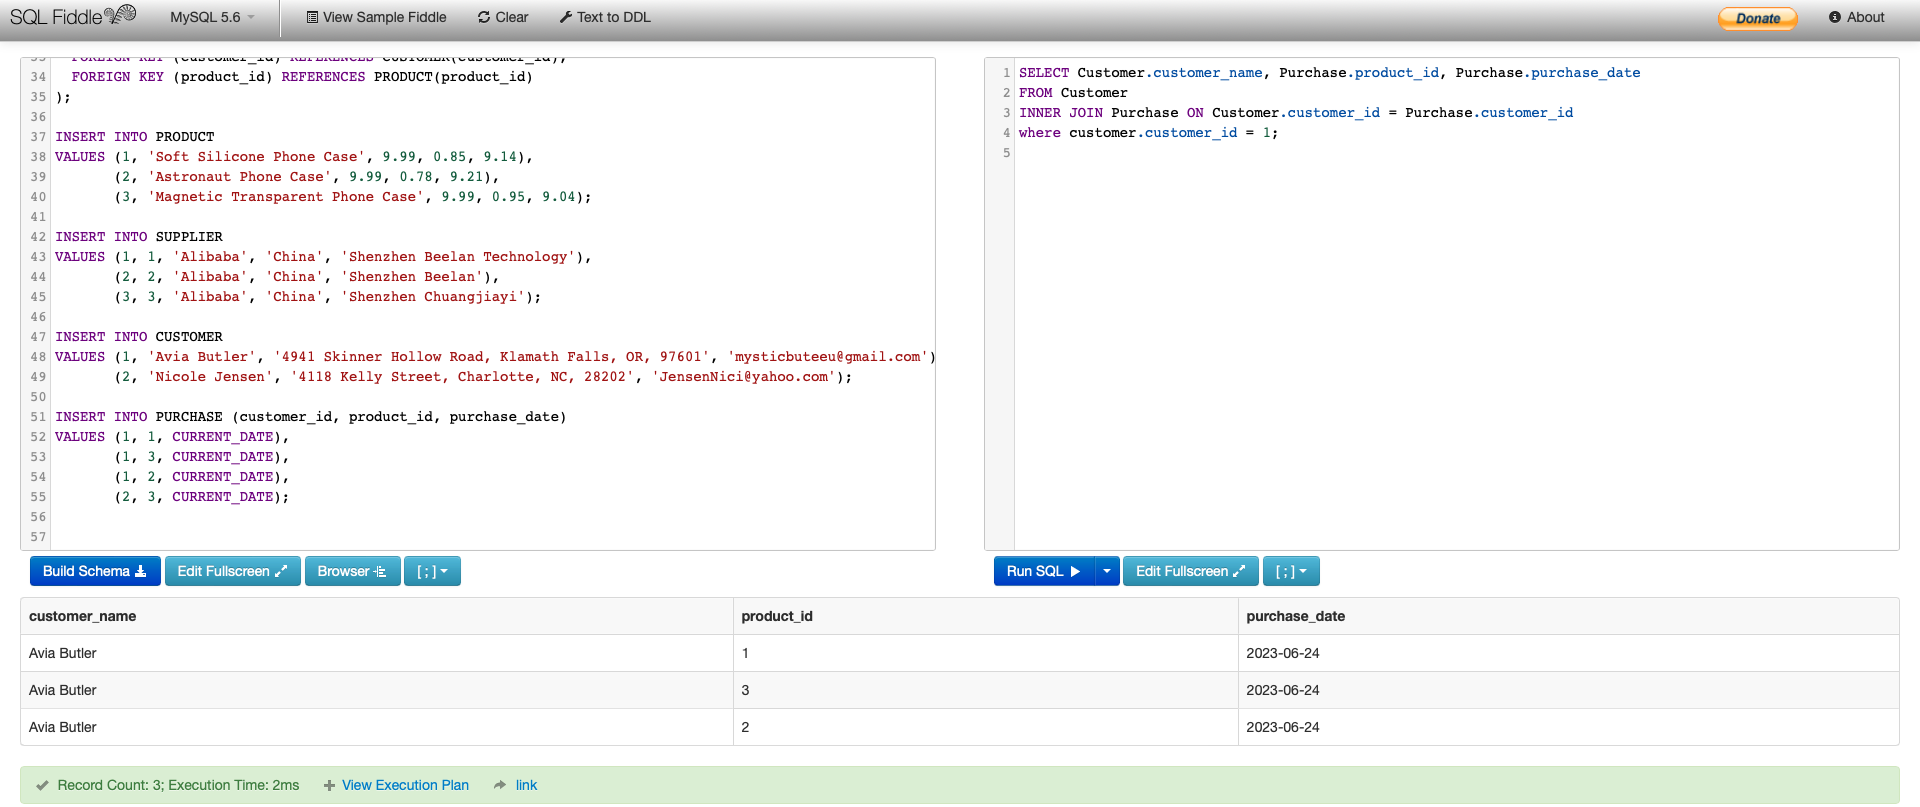 SQL Fiddle MySQL 5.6 View Sample Fiddle Clear Text to DDL Donate About
33 FOREIGN KEY (customer_id) REFERENCES CUSTOMER(customer_id),
34 FOREIGN KEY (product_id) REFERENCES PRODUCT(product_id)
35 );
36
37 INSERT INTO PRODUCT
38 VALUES (1, 'Soft Silicone Phone Case', 9.99, 0.85, 9.14),
39 (2, 'Astronaut Phone Case', 9.99, 0.78, 9.21),
40 (3, 'Magnetic Transparent Phone Case', 9.99, 0.95, 9.04);
41
42 INSERT INTO SUPPLIER
43 VALUES (1, 1, 'Alibaba', 'China', 'Shenzhen Beelan Technology'),
44 (2, 2, 'Alibaba', 'China', 'Shenzhen Beelan'),
45 (3, 3, 'Alibaba', 'China', 'Shenzhen Chuangjiayi');
46
47 INSERT INTO CUSTOMER
48 VALUES (1, 'Avia Butler', '4941 Skinner Hollow Road, Klamath Falls, OR, 97601', 'mysticbuteeu@gmail.com')
49 (2, 'Nicole Jensen', '4118 Kelly Street, Charlotte, NC, 28202', 'JensenNici@yahoo.com');
50
51 INSERT INTO PURCHASE (customer_id, product_id, purchase_date)
52 VALUES (1, 1, CURRENT_DATE),
53 (1, 3, CURRENT_DATE),
54 (1, 2, CURRENT_DATE),
55 (2, 3, CURRENT_DATE);
56
57
1 SELECT Customer.customer_name, Purchase.product_id, Purchase.purchase_date
2 FROM Customer
3 INNER JOIN Purchase ON Customer.customer_id = Purchase.customer_id
4 where customer.customer_id = 1;
5
Build Schema Edit Fullscreen Browser [ ; ]
Run SQL Edit Fullscreen [ ; ]
customer_name product_id purchase_date
Avia Butler 1 2023-06-24
Avia Butler 3 2023-06-24
Avia Butler 2 2023-06-24
Record Count: 3; Execution Time: 2ms View Execution Plan link